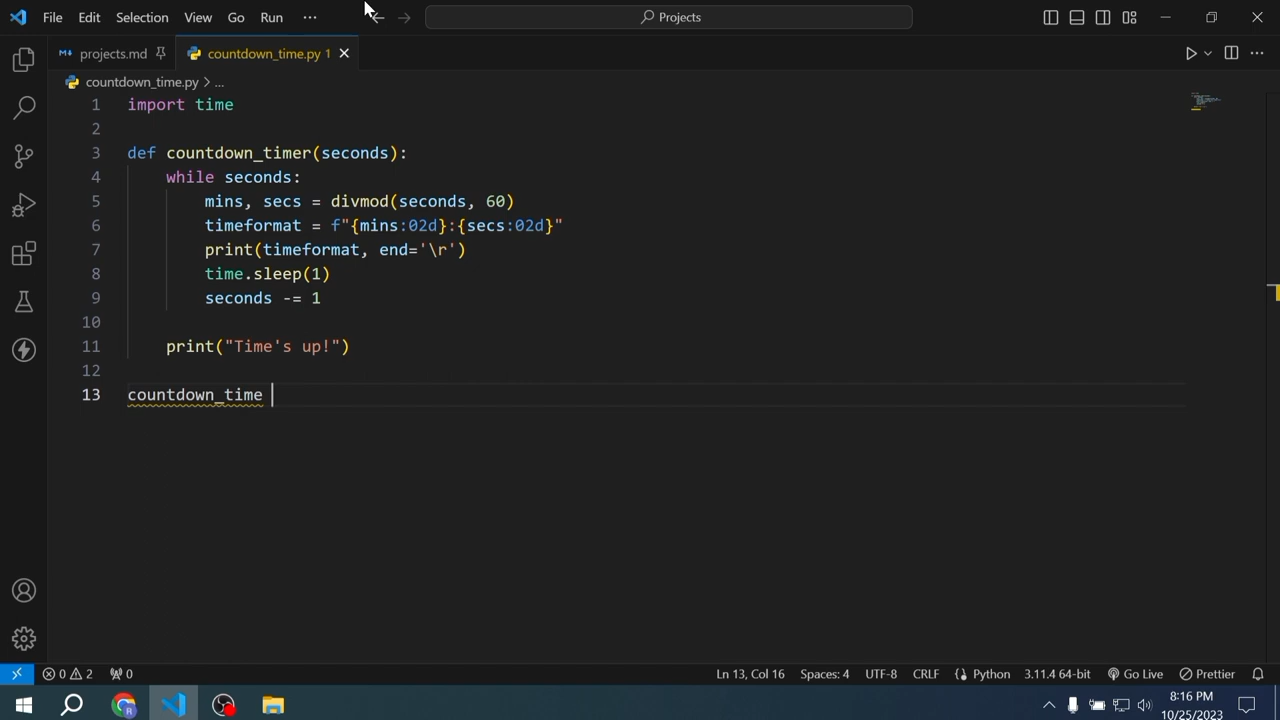 File Edit Selection View Go Run ··· Projects
projects.md countdown_time.py 1
countdown_time.py > ...
1 import time
2
3 def countdown_timer(seconds):
4     while seconds:
5         mins, secs = divmod(seconds, 60)
6         timeformat = f"{mins:02d}:{secs:02d}"
7         print(timeformat, end='\r')
8         time.sleep(1)
9         seconds -= 1
10
11     print("Time's up!")
12
13 countdown_time
0 2 0 Ln 13, Col 16 Spaces: 4 UTF-8 CRLF Python 3.11.4 64-bit Go Live Prettier
8:16 PM
10/25/2023